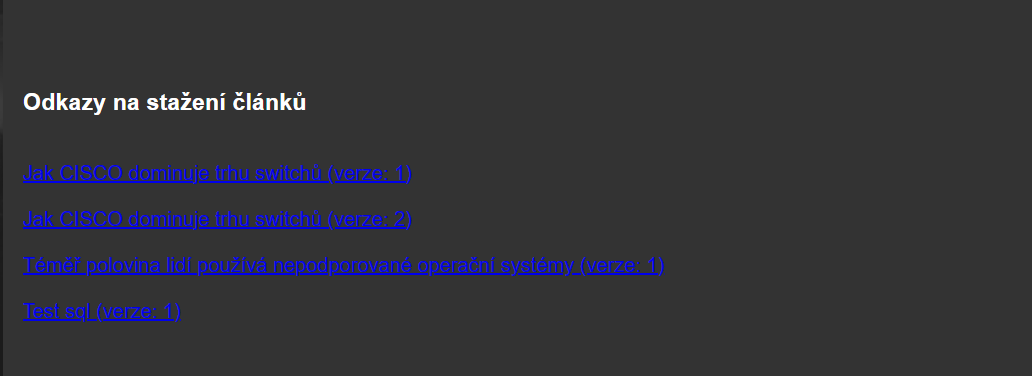 Odkazy na stažení článků
Jak CISCO dominuje trhu switchů (verze: 1)
Jak CISCO dominuje trhu switchů (verze: 2)
Téměř polovina lidí používá nepodporované operační systémy (verze: 1)
Test sql (verze: 1)